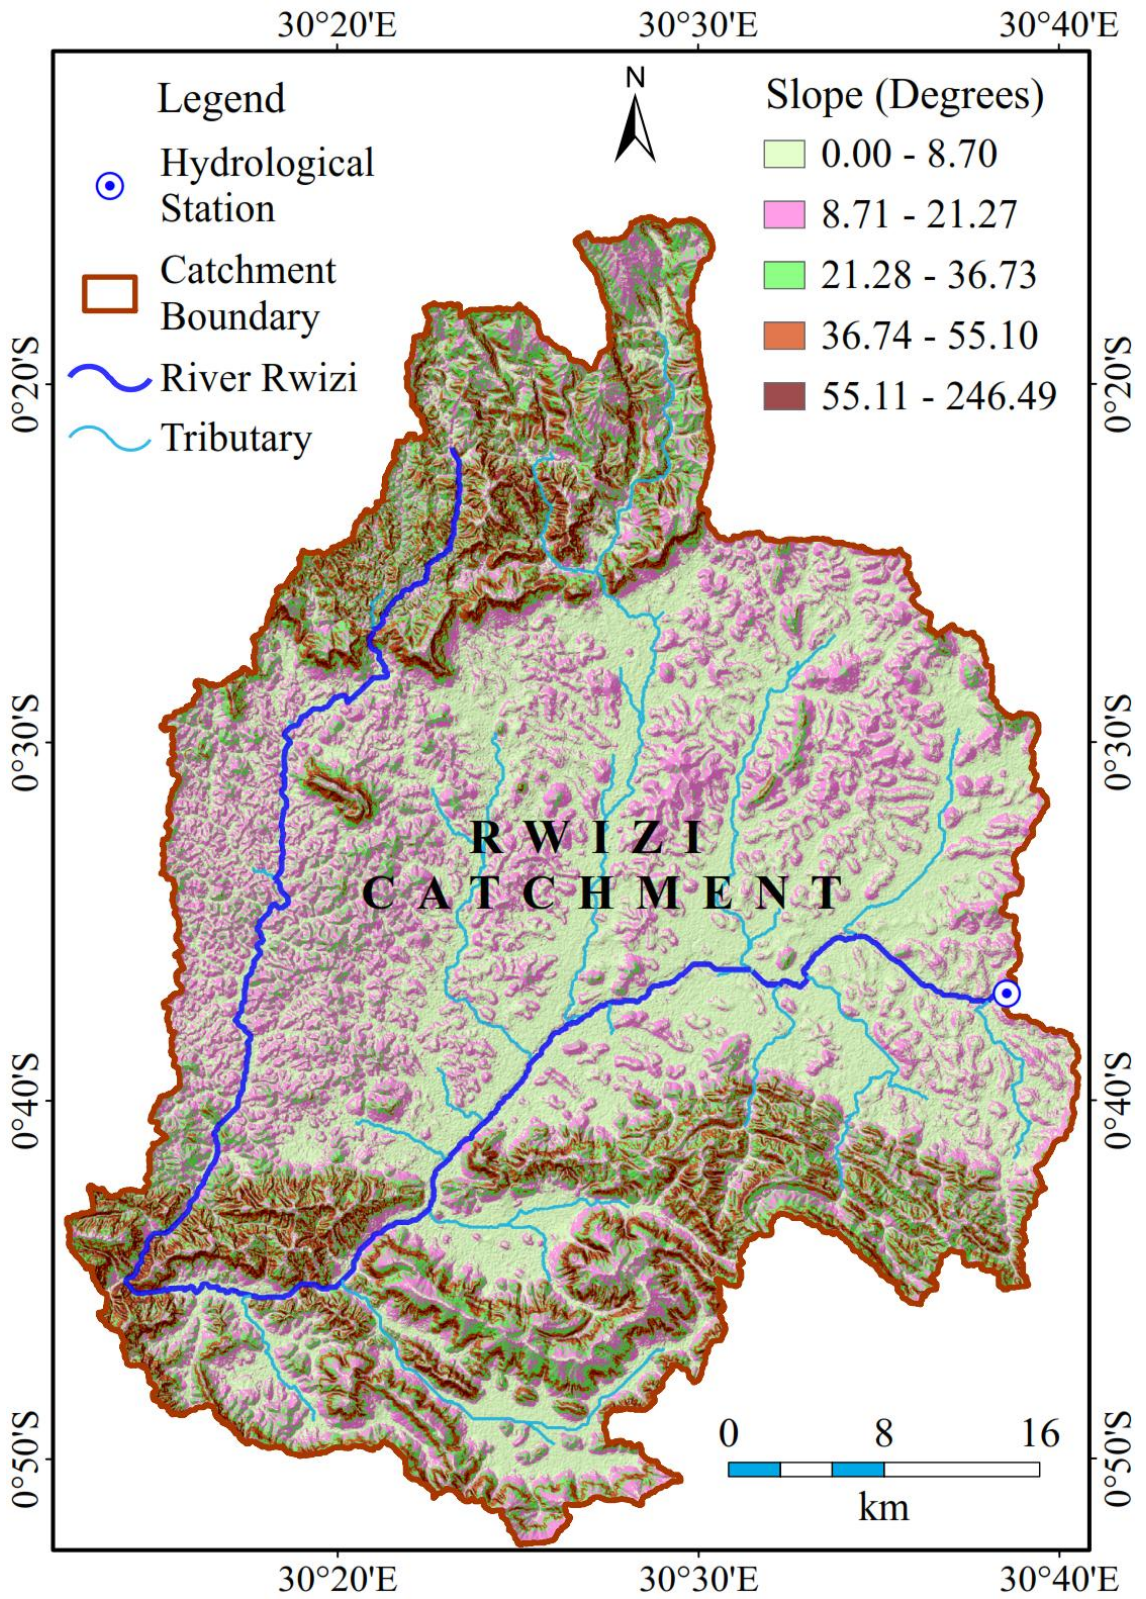 30°20'E 30°30'E 30°40'E
N
Legend
Hydrological
Station
Catchment
Boundary
River Rwizi
Tributary
Slope (Degrees)
0.00 - 8.70
8.71 - 21.27
21.28 - 36.73
36.74 - 55.10
55.11 - 246.49
0°20'S
0°20'S
0°30'S
0°30'S
RWIZI
CATCHMENT
0°40'S
0°40'S
0°50'S
0°50'S
0 8 16
km
30°20'E 30°30'E 30°40'E